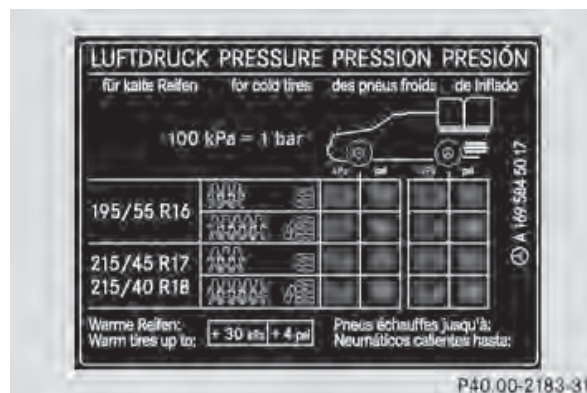 LUFTDRUCK PRESSURE PRESSION PRESIÓN
für kalte Reifen for cold tires des pneus froids de inflado
100 kPa = 1 bar
kPa psi kPa psi
195/55 R16
215/45 R17
215/40 R18
A 169 584 50 17
Warme Reifen: + 30 kPa + 4 psi Pneus échauffes jusqu'à:
Warm tires up to: Neumáticos calientes hasta:
P40.00-2183-31